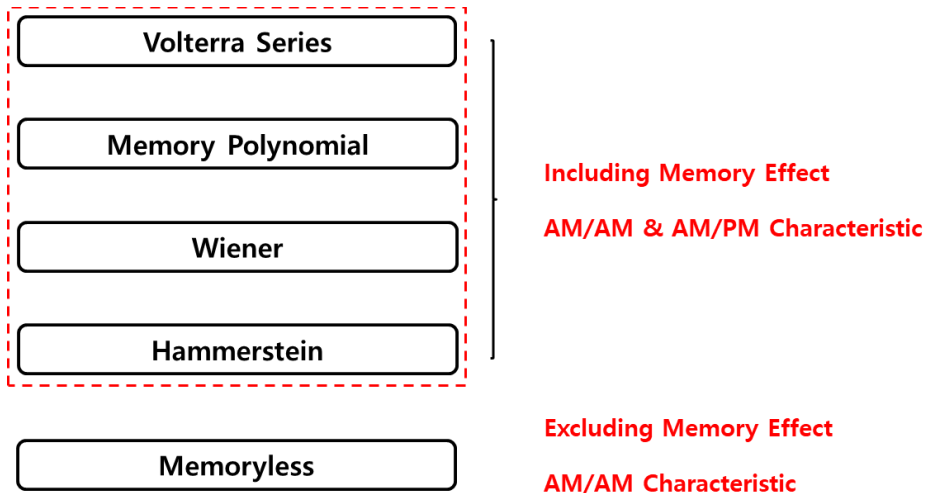 Volterra Series
Memory Polynomial
Wiener
Hammerstein
Including Memory Effect
AM/AM & AM/PM Characteristic
Memoryless
Excluding Memory Effect
AM/AM Characteristic